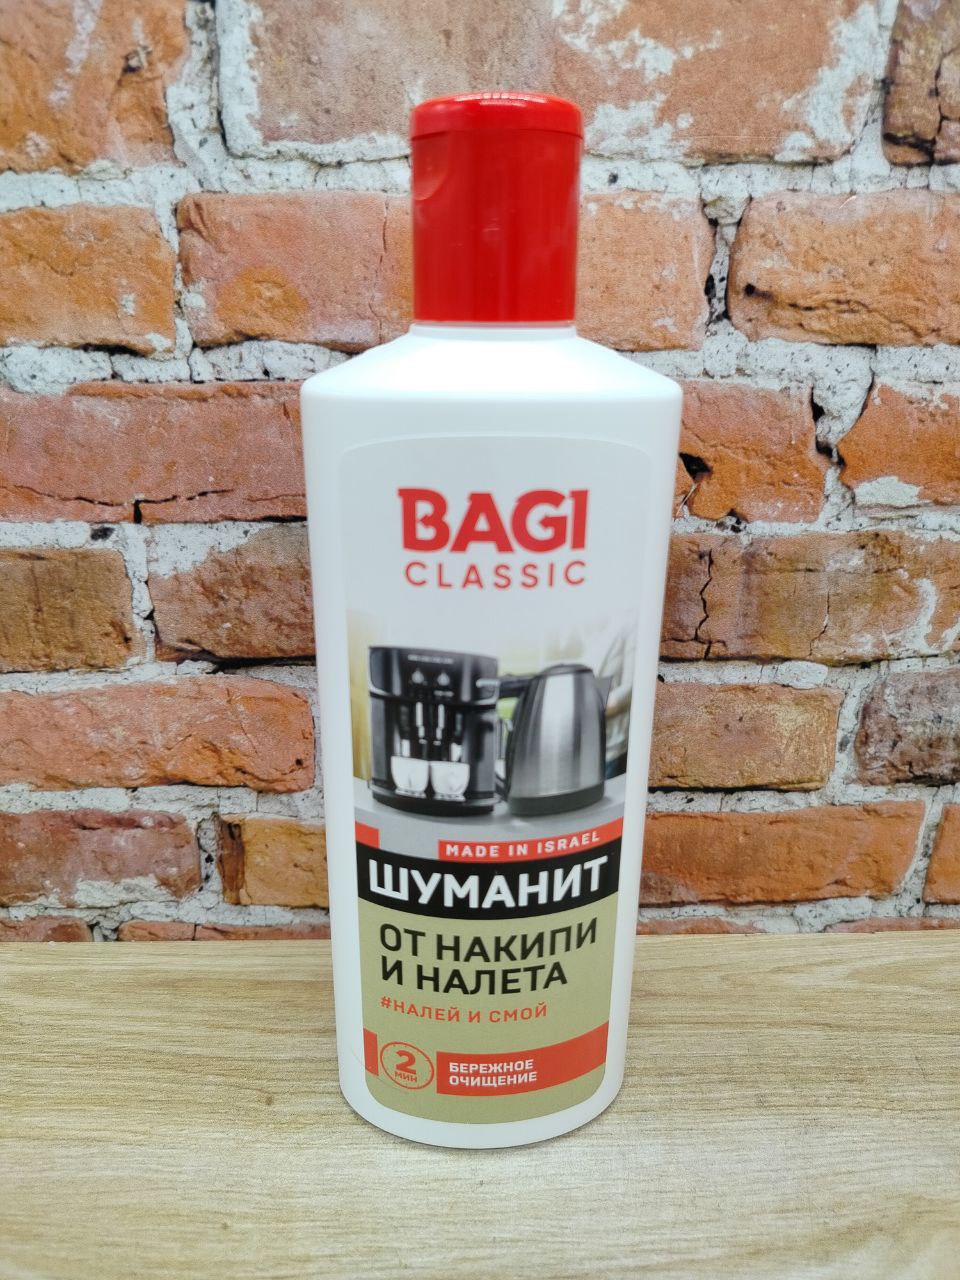 BAGI
CLASSIC
MADE IN ISRAEL
ШУМАНИТ
ОТ НАКИПИ
И НАЛЕТА
#НАЛЕЙ И СМОЙ
2
МИН
БЕРЕЖНОЕ
ОЧИЩЕНИЕ